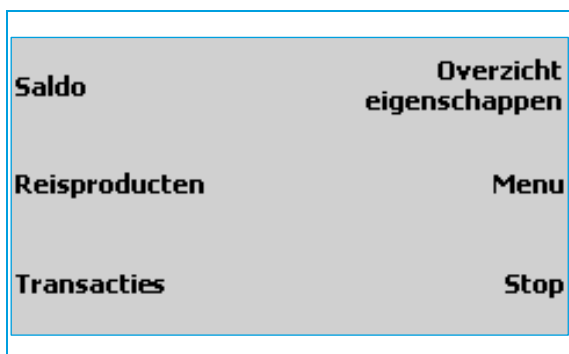 Saldo
Overzicht
eigenschappen
Reisproducten
Menu
Transacties
Stop